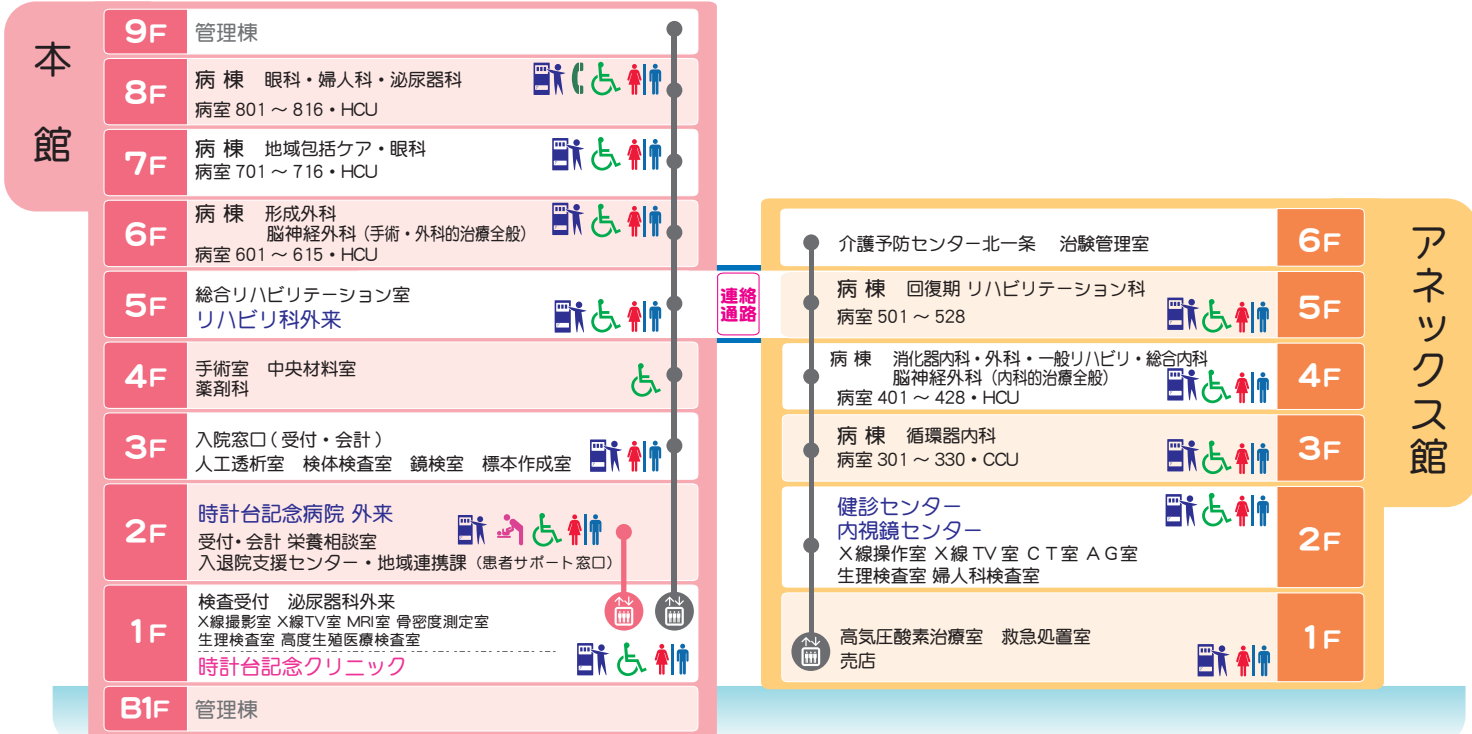 本館
9F
管理棟
8F
病 棟 眼科・婦人科・泌尿器科
病室 801 ~ 816・HCU
7F
病 棟 地域包括ケア・眼科
病室 701 ~ 716・HCU
6F
病 棟 形成外科
脳神経外科（手術・外科的治療全般）
病室 601 ~ 615・HCU
5F
総合リハビリテーション室
リハビリ科外来
4F
手術室 中央材料室
薬剤科
3F
入院窓口 ( 受付・会計 )
人工透析室 検体検査室 鏡検室 標本作成室
2F
時計台記念病院 外来
受付・会計 栄養相談室
入退院支援センター・地域連携課（患者サポート窓口）
1F
検査受付 泌尿器科外来
X線撮影室 X線TV室 MRI室 骨密度測定室
生理検査室 高度生殖医療検査室
時計台記念クリニック
B1F
管理棟
連絡
通路
アネックス館
介護予防センター北一条 治験管理室
6F
病 棟 回復期 リハビリテーション科
病室 501 ~ 528
5F
病 棟 消化器内科・外科・一般リハビリ・総合内科
脳神経外科（内科的治療全般）
病室 401 ~ 428・HCU
4F
病 棟 循環器内科
病室 301 ~ 330・CCU
3F
健診センター
内視鏡センター
X線操作室 X線 TV 室 CT室 AG室
生理検査室 婦人科検査室
2F
高気圧酸素治療室 救急処置室
売店
1F